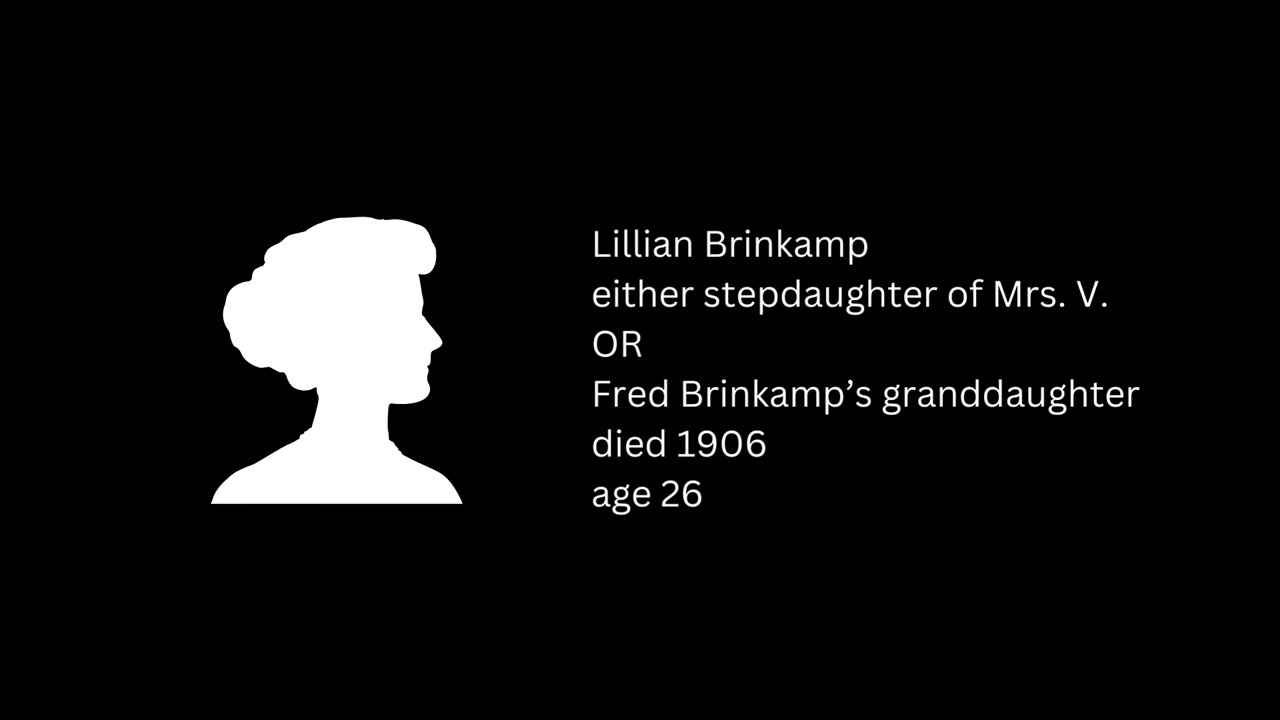 Lillian Brinkamp
either stepdaughter of Mrs. V.
OR
Fred Brinkamp’s granddaughter
died 1906
age 26